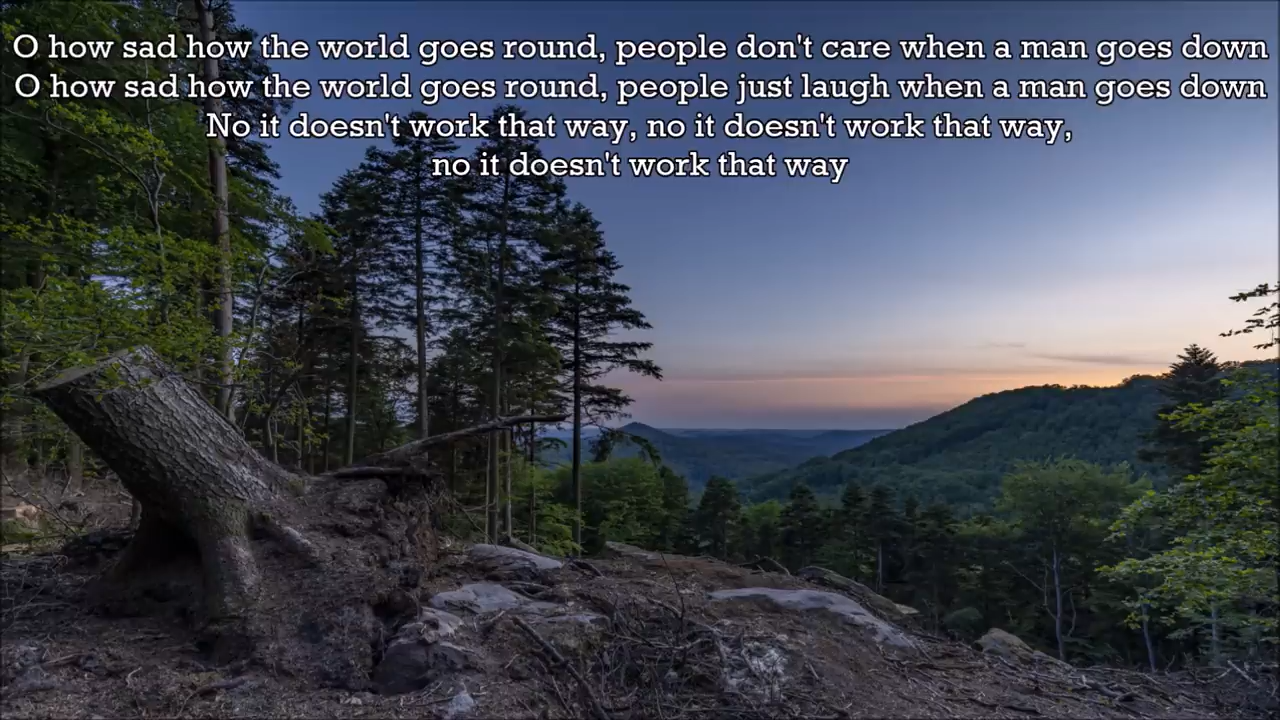 O how sad how the world goes round, people don't care when a man goes down
O how sad how the world goes round, people just laugh when a man goes down
No it doesn't work that way, no it doesn't work that way,
no it doesn't work that way